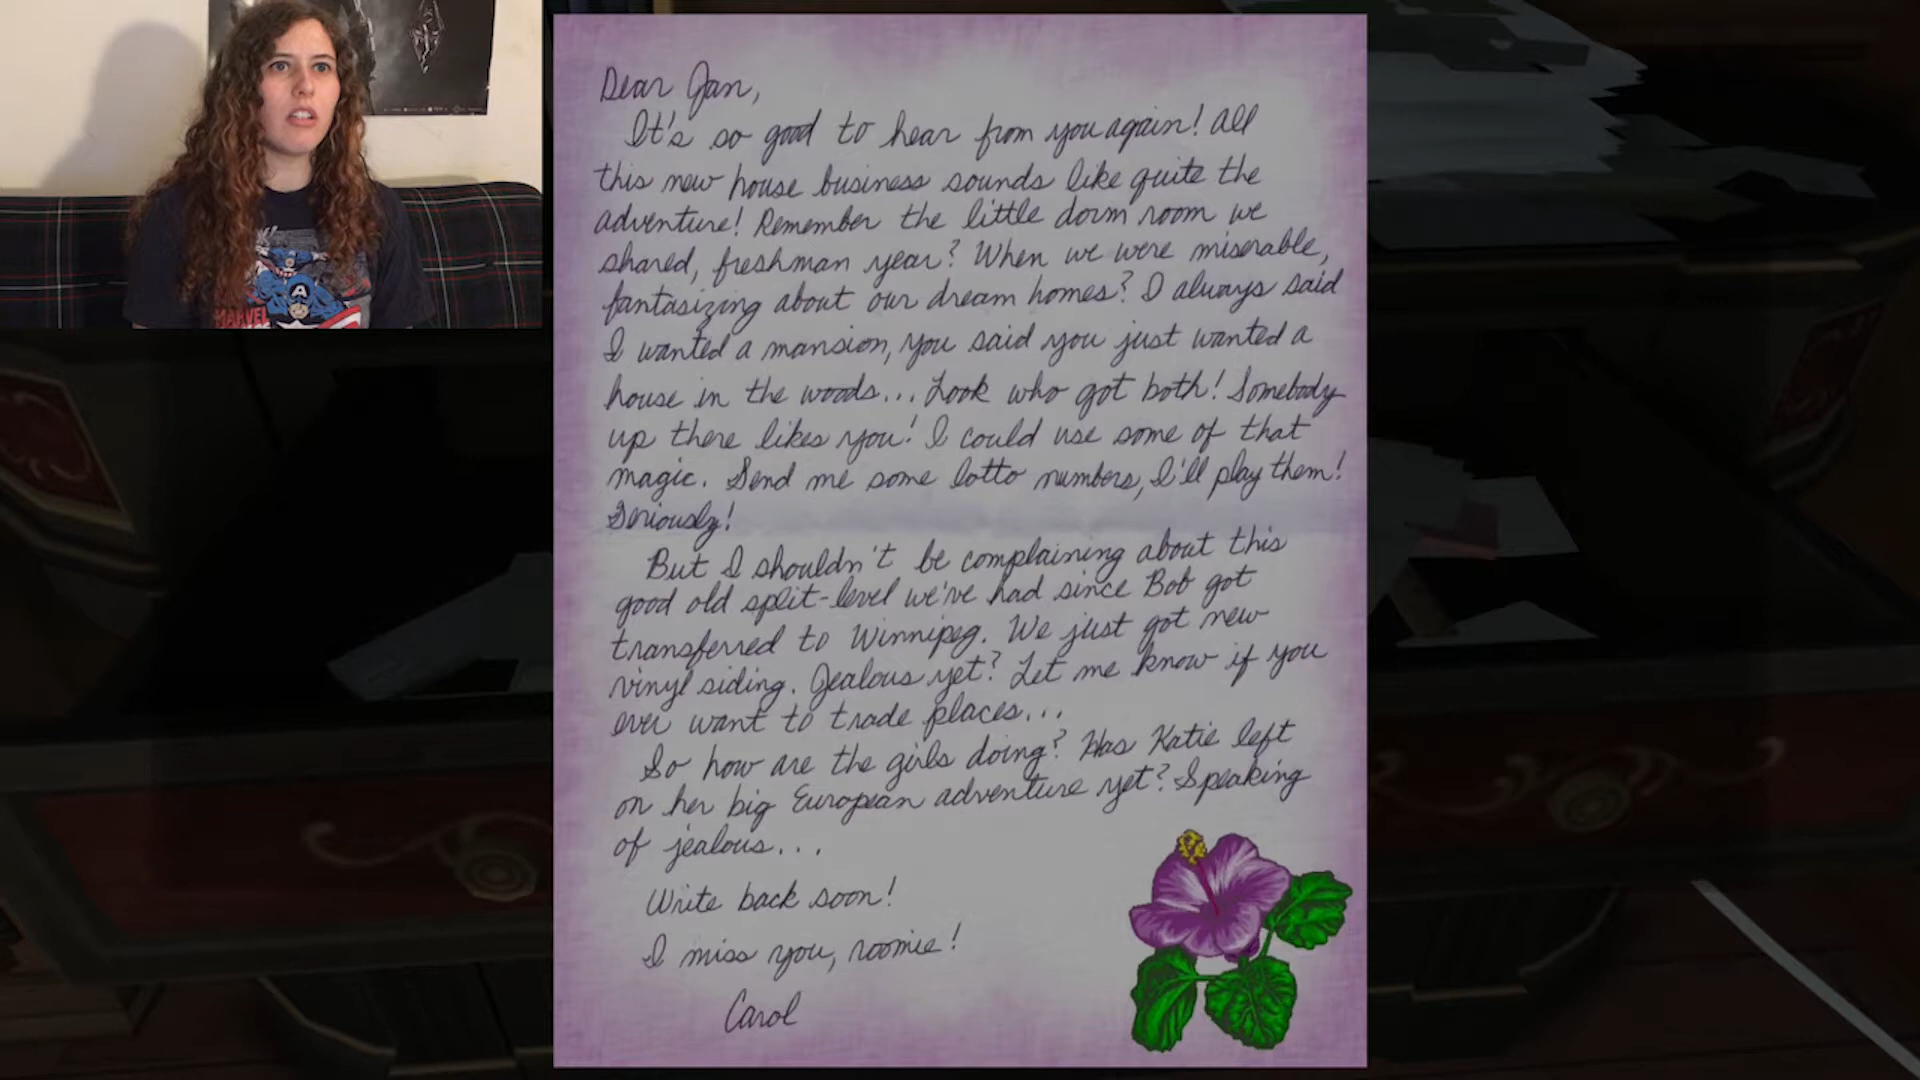 Dear Jan,
It's so good to hear from you again! All
this new house business sounds like quite the
adventure! Remember the little dorm room we
shared, freshman year? When we were miserable,
fantasizing about our dream homes? I always said
I wanted a mansion, you said you just wanted a
house in the woods... Look who got both! Somebody
up there likes you! I could use some of that
magic. Send me some lotto numbers, I'll play them!
Seriously!
But I shouldn't be complaining about this
good old split-level we've had since Bob got
transferred to Winnipeg. We just got new
vinyl siding. Jealous yet? Let me know if you
ever want to trade places...
So how are the girls doing? Has Katie left
on her big European adventure yet? Speaking
of jealous...
Write back soon!
I miss you, roomie!
Carol
MARVEL
A